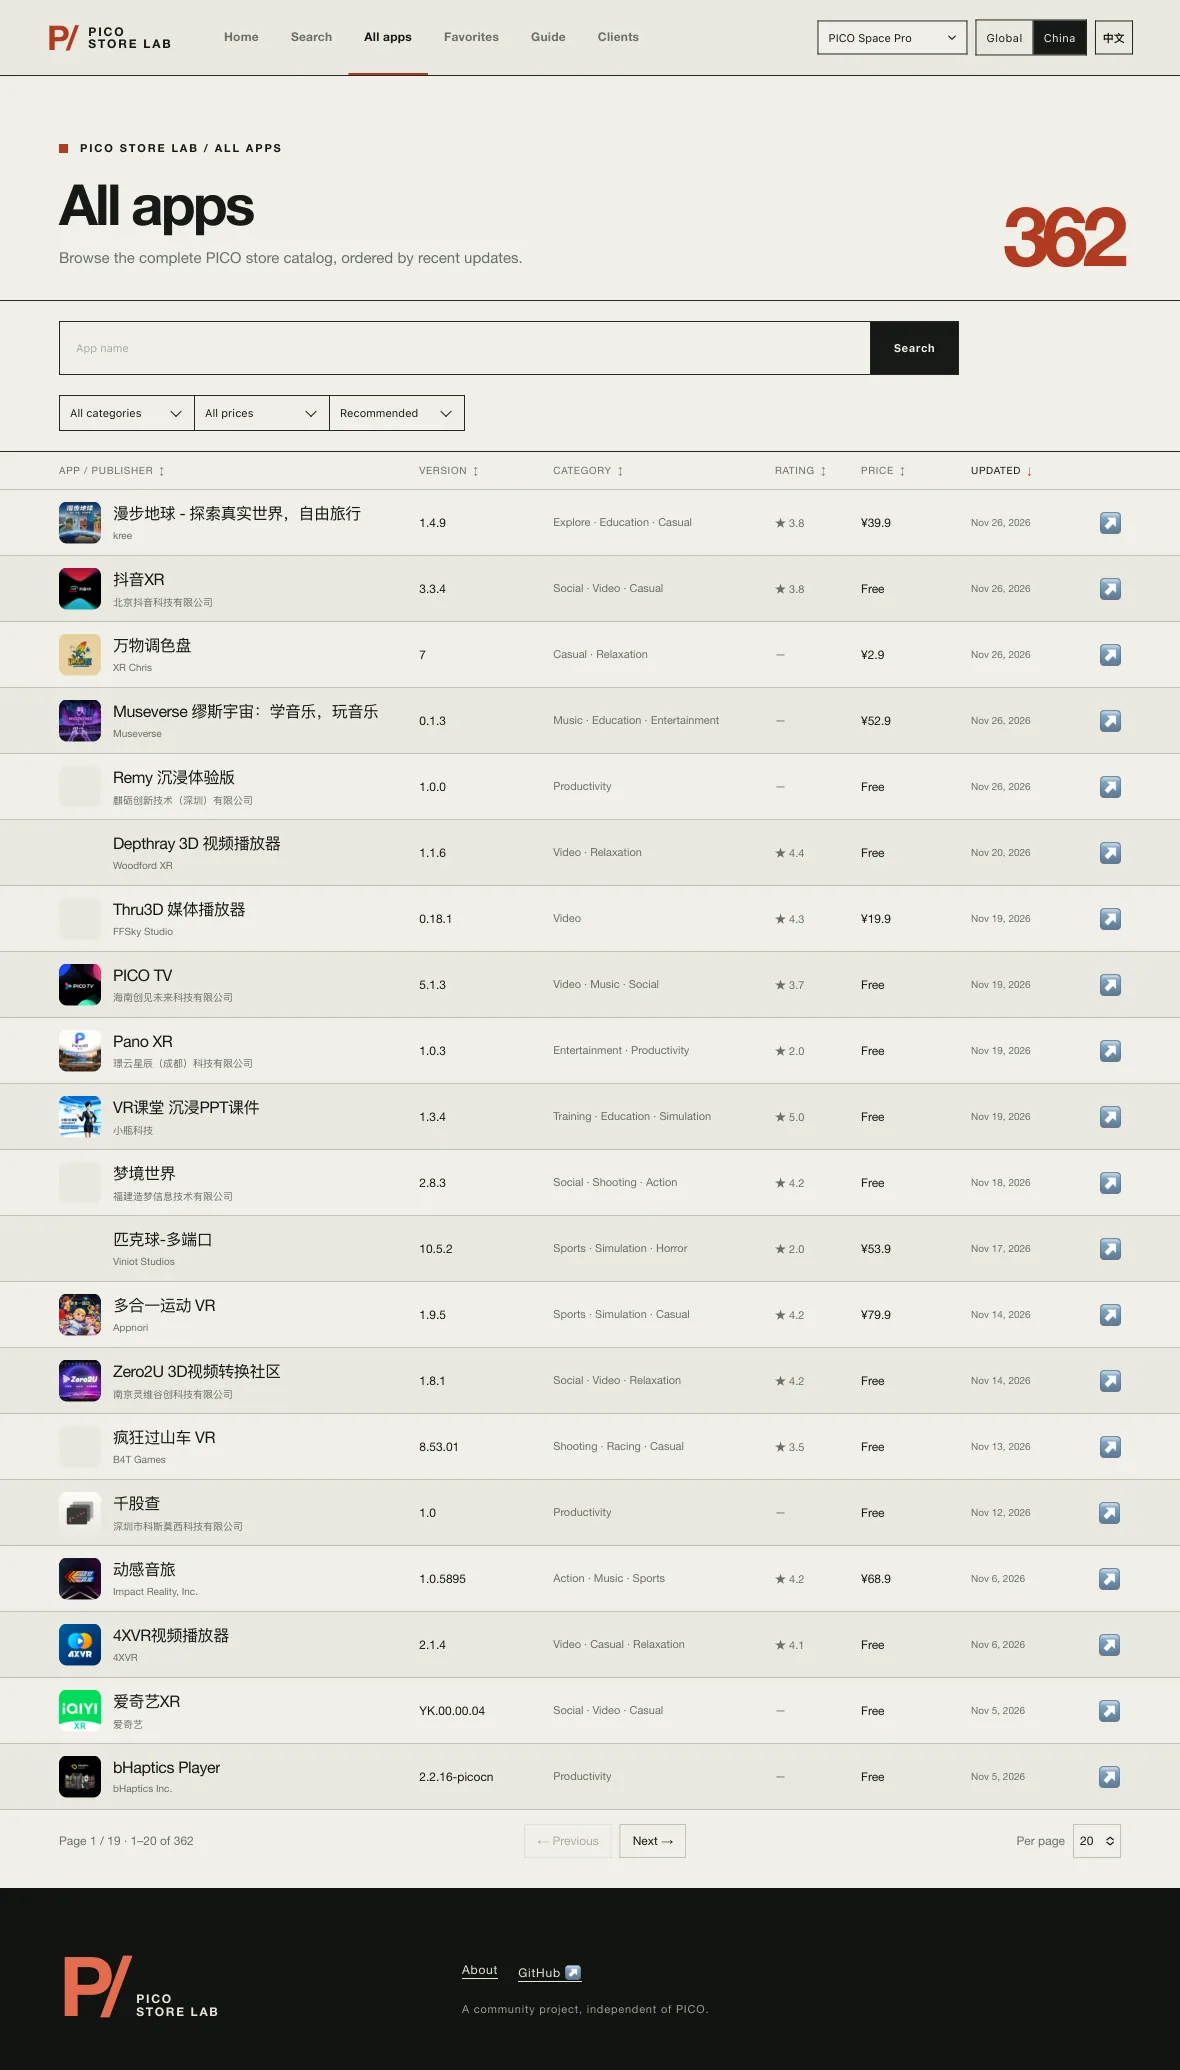 P/ PICO
STORE LAB
Home Search All apps Favorites Guide Clients
PICO Space Pro
Global China 中文
PICO STORE LAB / ALL APPS
All apps
362
Browse the complete PICO store catalog, ordered by recent updates.
App name Search
All categories All prices Recommended
APP / PUBLISHER ↕ VERSION ↕ CATEGORY ↕ RATING ↕ PRICE ↕ UPDATED ↓
漫步地球 - 探索真实世界，自由旅行
kree
1.4.9 Explore · Education · Casual ★ 3.8 ¥39.9 Nov 26, 2026
抖音XR
北京抖音科技有限公司
3.3.4 Social · Video · Casual ★ 3.8 Free Nov 26, 2026
万物调色盘
XR Chris
7 Casual · Relaxation — ¥2.9 Nov 26, 2026
Museverse 缪斯宇宙：学音乐，玩音乐
Museverse
0.1.3 Music · Education · Entertainment — ¥52.9 Nov 26, 2026
Remy 沉浸体验版
麒砺创新技术（深圳）有限公司
1.0.0 Productivity — Free Nov 26, 2026
Depthray 3D 视频播放器
Woodford XR
1.1.6 Video · Relaxation ★ 4.4 Free Nov 20, 2026
Thru3D 媒体播放器
FFSky Studio
0.18.1 Video ★ 4.3 ¥19.9 Nov 19, 2026
PICO TV
PICO TV
海南创见未来科技有限公司
5.1.3 Video · Music · Social ★ 3.7 Free Nov 19, 2026
Pano XR
璟云星辰（成都）科技有限公司
1.0.3 Entertainment · Productivity ★ 2.0 Free Nov 19, 2026
VR课堂 沉浸PPT课件
小瓶科技
1.3.4 Training · Education · Simulation ★ 5.0 Free Nov 19, 2026
梦境世界
福建造梦信息技术有限公司
2.8.3 Social · Shooting · Action ★ 4.2 Free Nov 18, 2026
匹克球-多端口
Viniot Studios
10.5.2 Sports · Simulation · Horror ★ 2.0 ¥53.9 Nov 17, 2026
多合一运动 VR
Appnori
1.9.5 Sports · Simulation · Casual ★ 4.2 ¥79.9 Nov 14, 2026
Zero2U
Zero2U 3D视频转换社区
南京灵维谷创科技有限公司
1.8.1 Social · Video · Relaxation ★ 4.2 Free Nov 14, 2026
疯狂过山车 VR
B4T Games
8.53.01 Shooting · Racing · Casual ★ 3.5 Free Nov 13, 2026
千股查
深圳市科斯莫西科技有限公司
1.0 Productivity — Free Nov 12, 2026
动感音旅
Impact Reality, Inc.
1.0.5895 Action · Music · Sports ★ 4.2 ¥68.9 Nov 6, 2026
4XVR
4XVR视频播放器
4XVR
2.1.4 Video · Casual · Relaxation ★ 4.1 Free Nov 6, 2026
iQIYI
XR
爱奇艺XR
爱奇艺
YK.00.00.04 Social · Video · Casual — Free Nov 5, 2026
bHaptics Player
bHaptics Inc.
2.2.16-picocn Productivity — Free Nov 5, 2026
Page 1 / 19 · 1–20 of 362 ← Previous Next → Per page 20
P/ PICO
STORE LAB
About GitHub
A community project, independent of PICO.